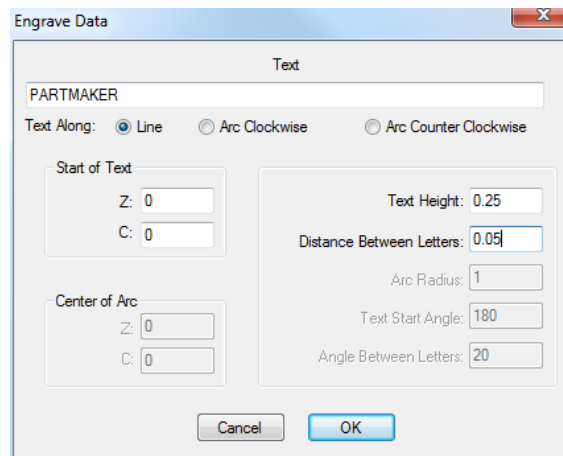 Engrave Data
Text
PARTMAKER
Text Along: Line Arc Clockwise Arc Counter Clockwise
Start of Text
Z: 0
C: 0
Text Height: 0.25
Distance Between Letters: 0.05
Arc Radius: 1
Center of Arc
Z: 0
C: 0
Text Start Angle: 180
Angle Between Letters: 20
Cancel OK